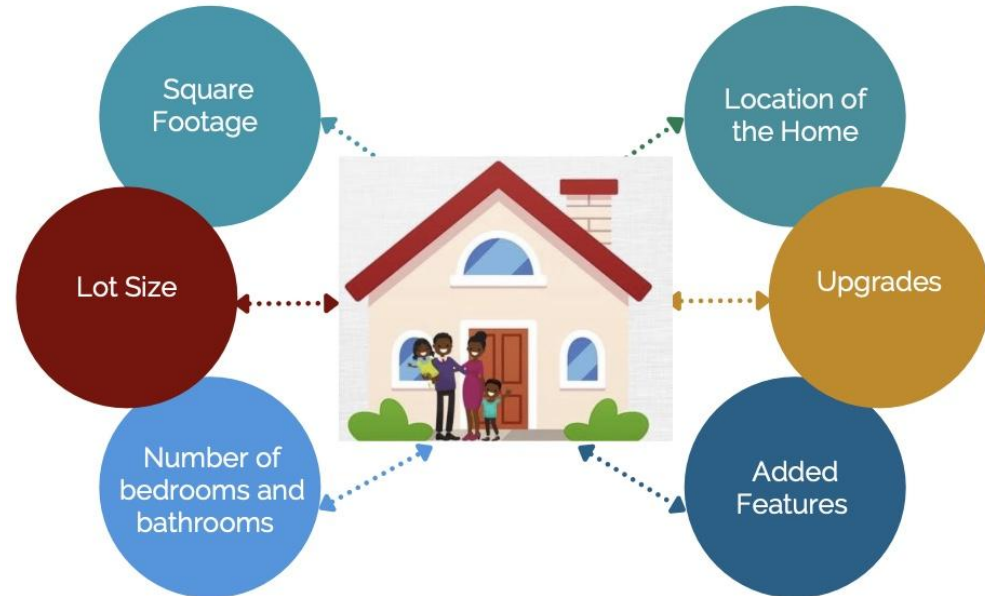 Square
Footage
Location of
the Home
Lot Size
Upgrades
Number of
bedrooms and
bathrooms
Added
Features